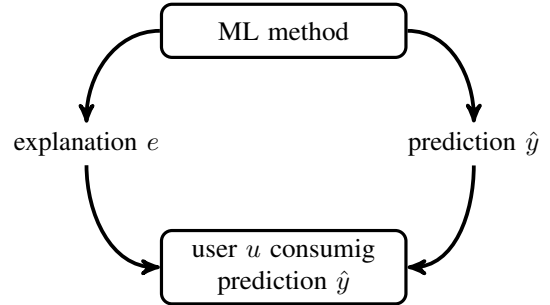 ML method
explanation e
prediction ŷ
user u consumig
prediction ŷ